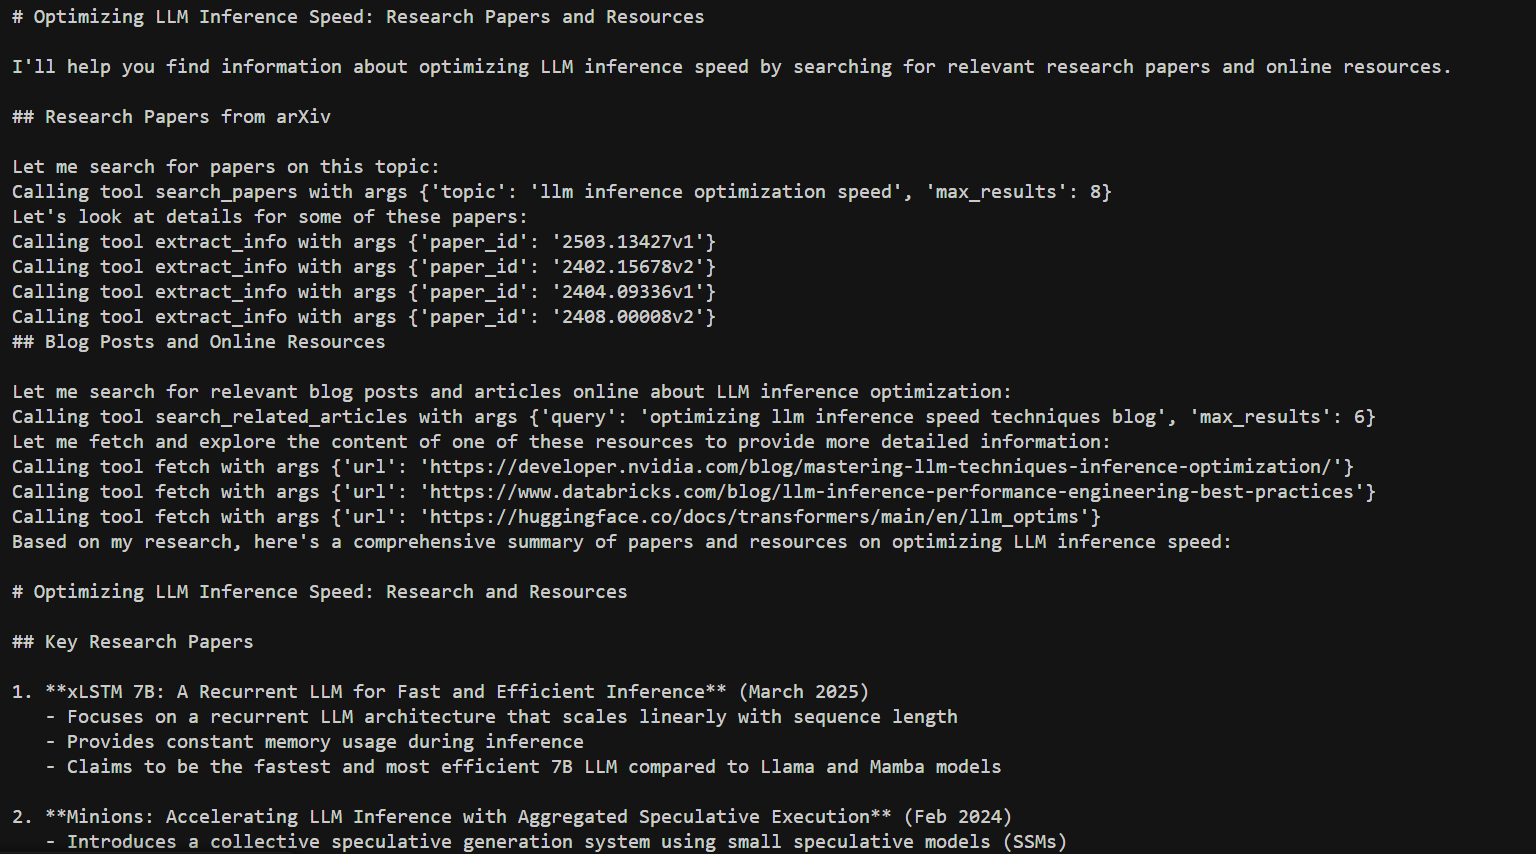 # Optimizing LLM Inference Speed: Research Papers and Resources
I'll help you find information about optimizing LLM inference speed by searching for relevant research papers and online resources.
## Research Papers from arXiv
Let me search for papers on this topic:
Calling tool search_papers with args {'topic': 'llm inference optimization speed', 'max_results': 8}
Let's look at details for some of these papers:
Calling tool extract_info with args {'paper_id': '2503.13427v1'}
Calling tool extract_info with args {'paper_id': '2402.15678v2'}
Calling tool extract_info with args {'paper_id': '2404.09336v1'}
Calling tool extract_info with args {'paper_id': '2408.00008v2'}
## Blog Posts and Online Resources
Let me search for relevant blog posts and articles online about LLM inference optimization:
Calling tool search_related_articles with args {'query': 'optimizing llm inference speed techniques blog', 'max_results': 6}
Let me fetch and explore the content of one of these resources to provide more detailed information:
Calling tool fetch with args {'url': 'https://developer.nvidia.com/blog/mastering-llm-techniques-inference-optimization/'}
Calling tool fetch with args {'url': 'https://www.databricks.com/blog/llm-inference-performance-engineering-best-practices'}
Calling tool fetch with args {'url': 'https://huggingface.co/docs/transformers/main/en/llm_optims'}
Based on my research, here's a comprehensive summary of papers and resources on optimizing LLM inference speed:
# Optimizing LLM Inference Speed: Research and Resources
## Key Research Papers
1. **xLSTM 7B: A Recurrent LLM for Fast and Efficient Inference** (March 2025)
- Focuses on a recurrent LLM architecture that scales linearly with sequence length
- Provides constant memory usage during inference
- Claims to be the fastest and most efficient 7B LLM compared to Llama and Mamba models
2. **Minions: Accelerating LLM Inference with Aggregated Speculative Execution** (Feb 2024)
- Introduces a collective speculative generation system using small speculative models (SSMs)